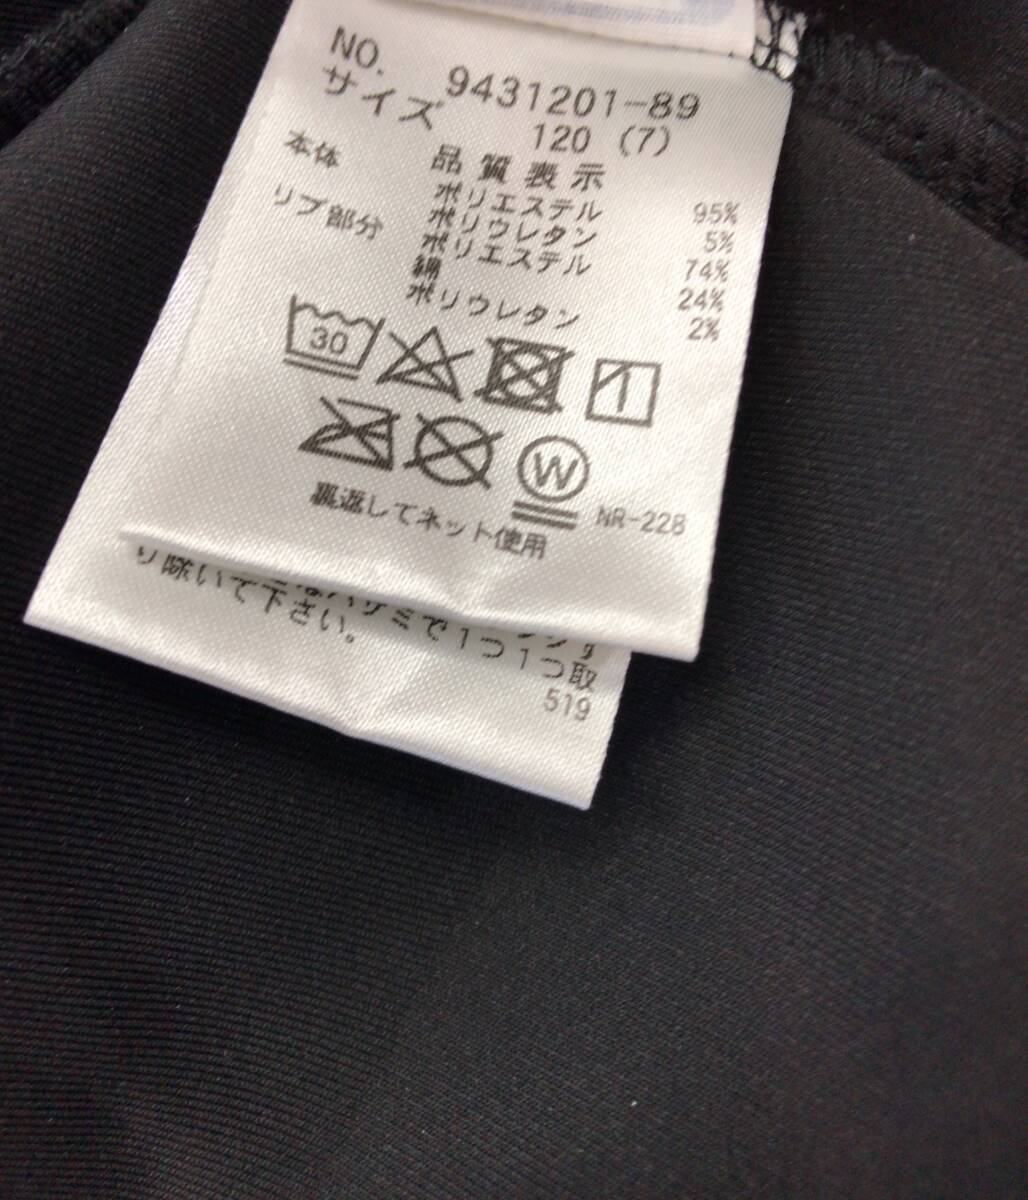 NO. 9431201-89
サイズ 120 (7)
品質表示
本体 ポリエステル 95%
ポリウレタン 5%
リブ部分 ポリエステル 74%
綿 24%
ポリウレタン 2%
30
W
裏返してネット使用 NR-228
ハサミで1つ1つ取
り除いて下さい。
519